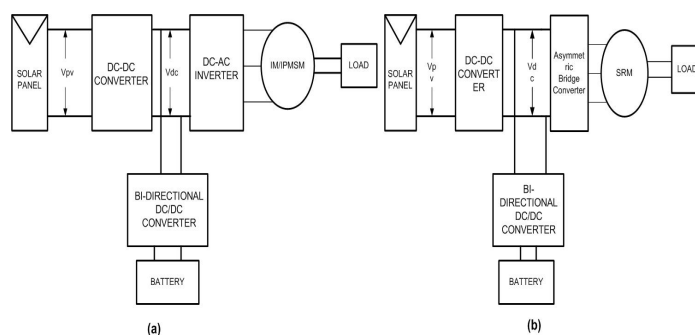 SOLAR
PANEL
Vpv
DC-DC
CONVERTER
Vdc
DC-AC
INVERTER
IM/IPMSM
LOAD
BI-DIRECTIONAL
DC/DC
CONVERTER
BATTERY
(a)
SOLAR
PANEL
Vp
v
DC-DC
CONVERT
ER
Vd
c
Asymmet
ric Bridge
Converter
SRM
LOAD
BI-
DIRECTIONAL
DC/DC
CONVERTER
BATTERY
(b)